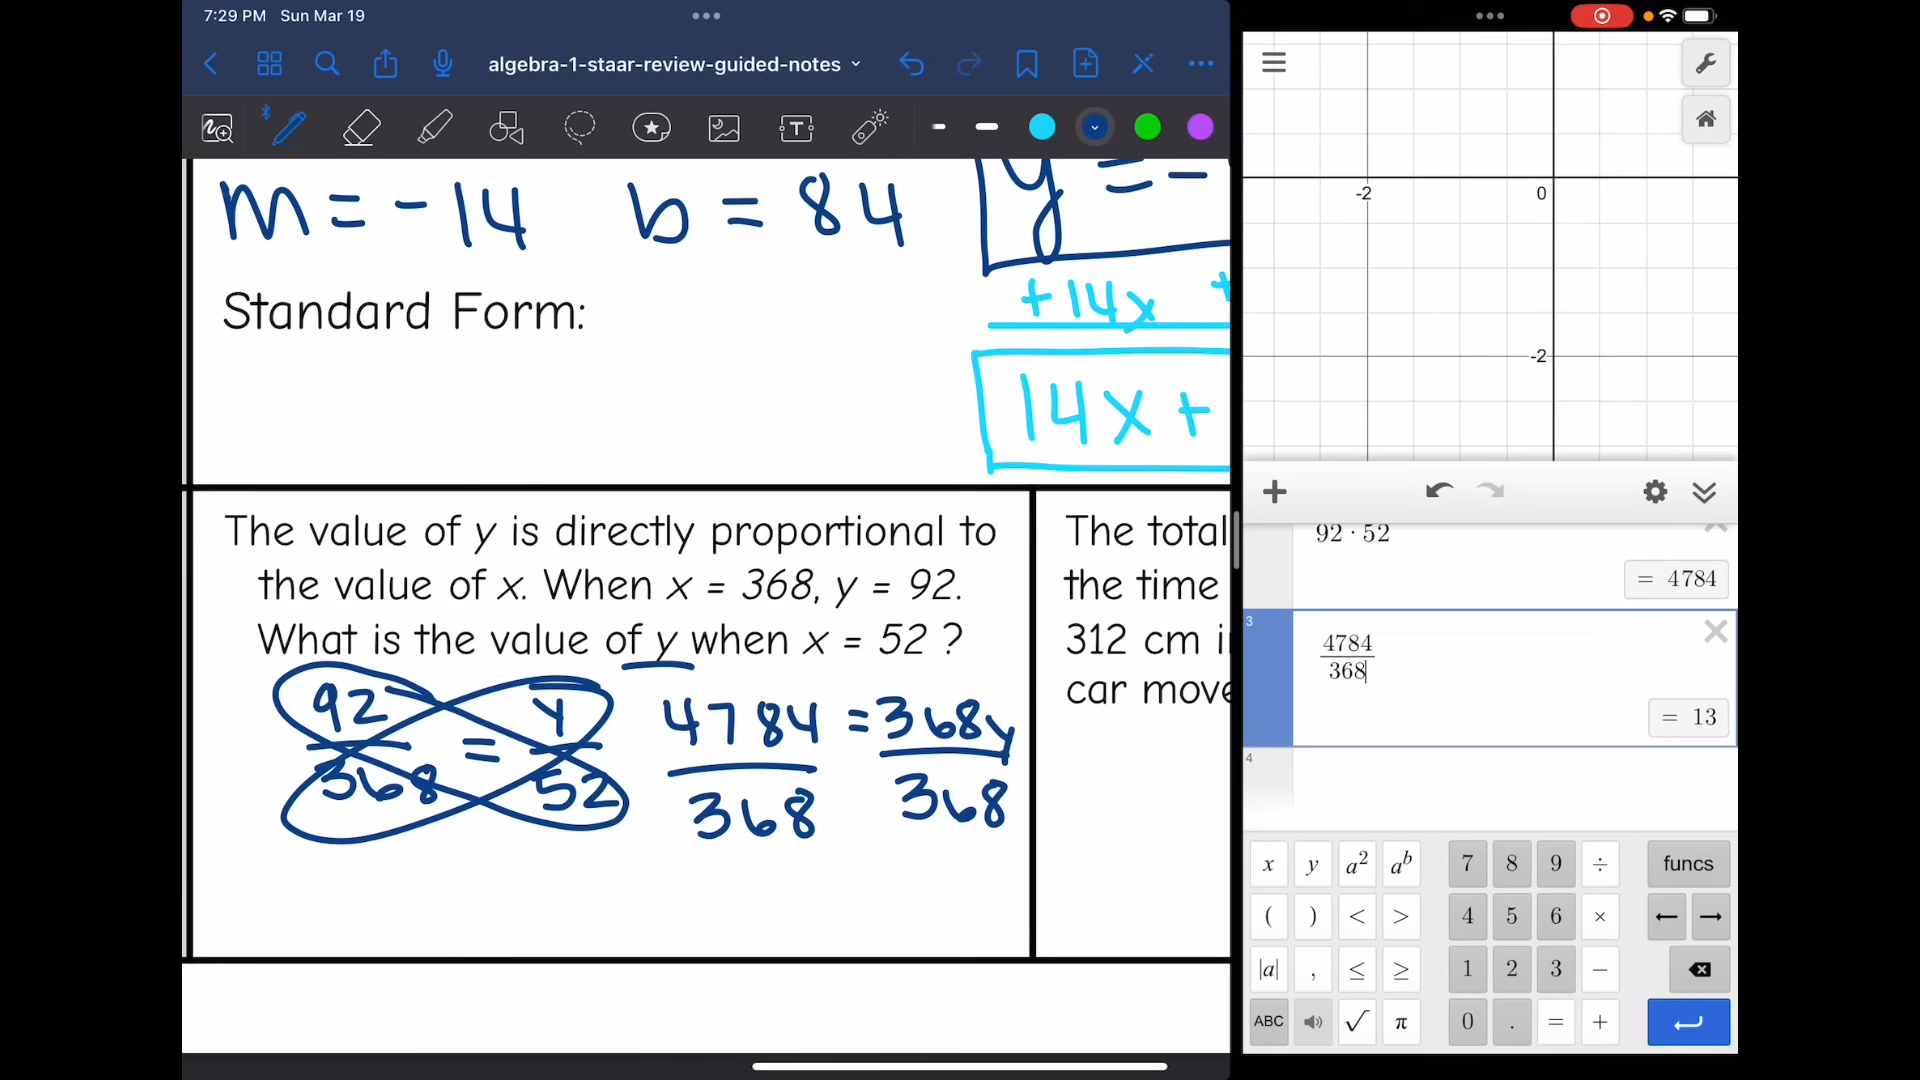 7:29 PM Sun Mar 19
algebra-1-staar-review-guided-notes
m = -14 b = 84
y = -
Standard Form:
+14x +
14x +
The value of y is directly proportional to
the value of x. When x = 368, y = 92.
What is the value of y when x = 52 ?
92 = y 4784 = 368y
368 52 368 368
The total
the time
312 cm i
car move
-2 0
-2
92 · 52
= 4784
3
4784
368
= 13
4
x y a² aᵇ 7 8 9 ÷ funcs
( ) < > 4 5 6 × ← →
|a| , ≤ ≥ 1 2 3 −
ABC √ π 0 . = +